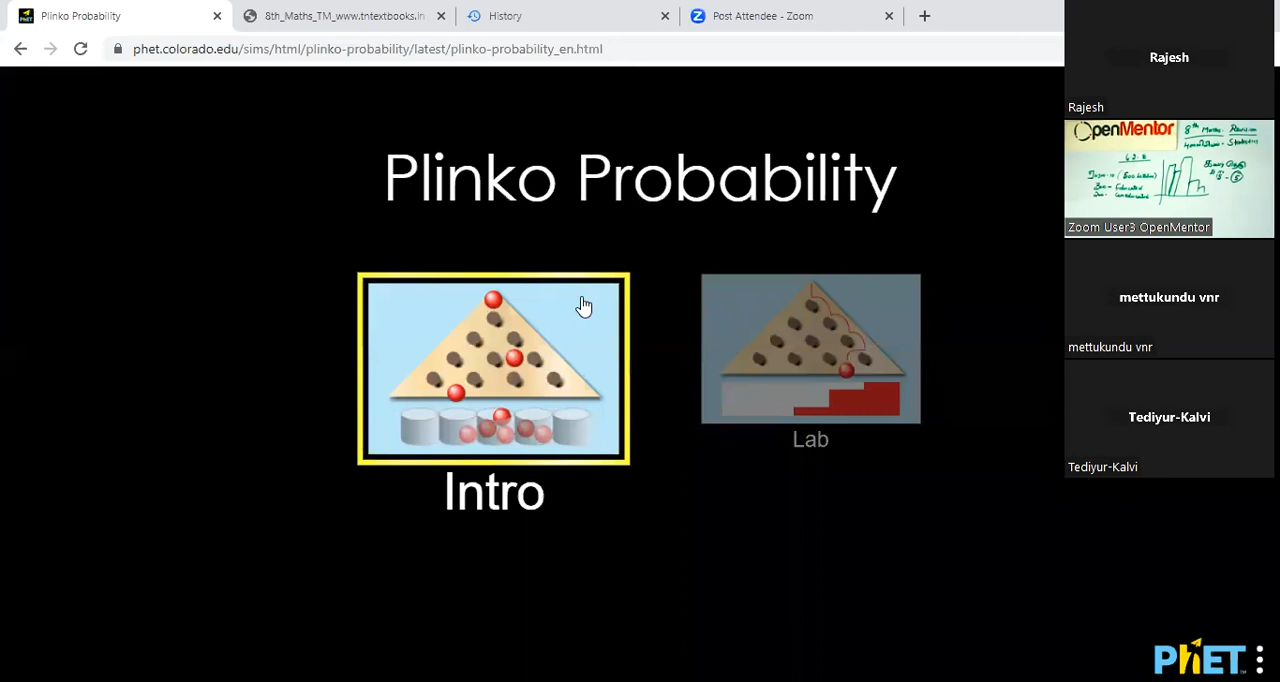 Plinko Probability
8th_Maths_TM_www.tntextbooks.in
History
Post Attendee - Zoom
phet.colorado.edu/sims/html/plinko-probability/latest/plinko-probability_en.html
Plinko Probability
Intro
Lab
PhET
Rajesh
Rajesh
OpenMentor
8th Maths - Revision
Zoom User3 OpenMentor
mettukundu vnr
mettukundu vnr
Tediyur-Kalvi
Tediyur-Kalvi